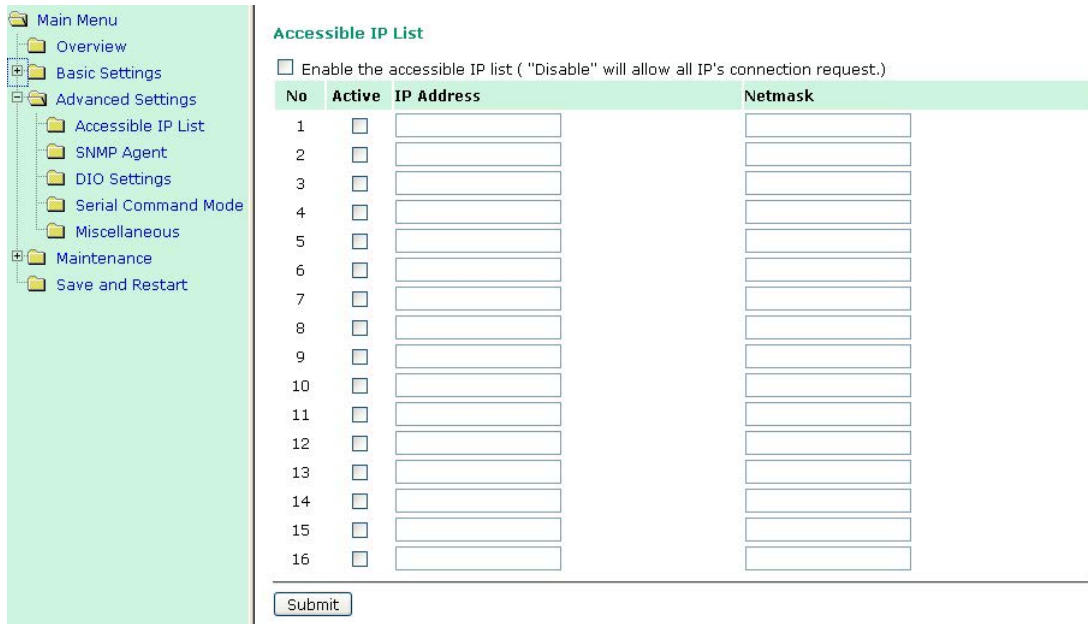 Main Menu
Overview
Basic Settings
Advanced Settings
Accessible IP List
SNMP Agent
DIO Settings
Serial Command Mode
Miscellaneous
Maintenance
Save and Restart
Accessible IP List
Enable the accessible IP list ( "Disable" will allow all IP's connection request.)
No Active IP Address Netmask
1
2
3
4
5
6
7
8
9
10
11
12
13
14
15
16
Submit